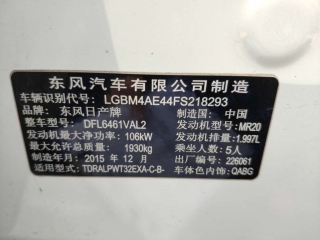 东风汽车有限公司制造
车辆识别代号: LGBM4AE44FS218293
品牌: 东风日产牌 制造国: 中国
整车型号: DFL6461VAL2 发动机型号: MR20
发动机最大净功率: 106kW 发动机排量: 1.997L
最大允许总质量: 1930kg 乘坐人数: 5人
制造年月: 2015 年 12 月 出厂编号: 226061
适用型式: TDRALPWT32EXA-C-B- 车体色内饰: QABG